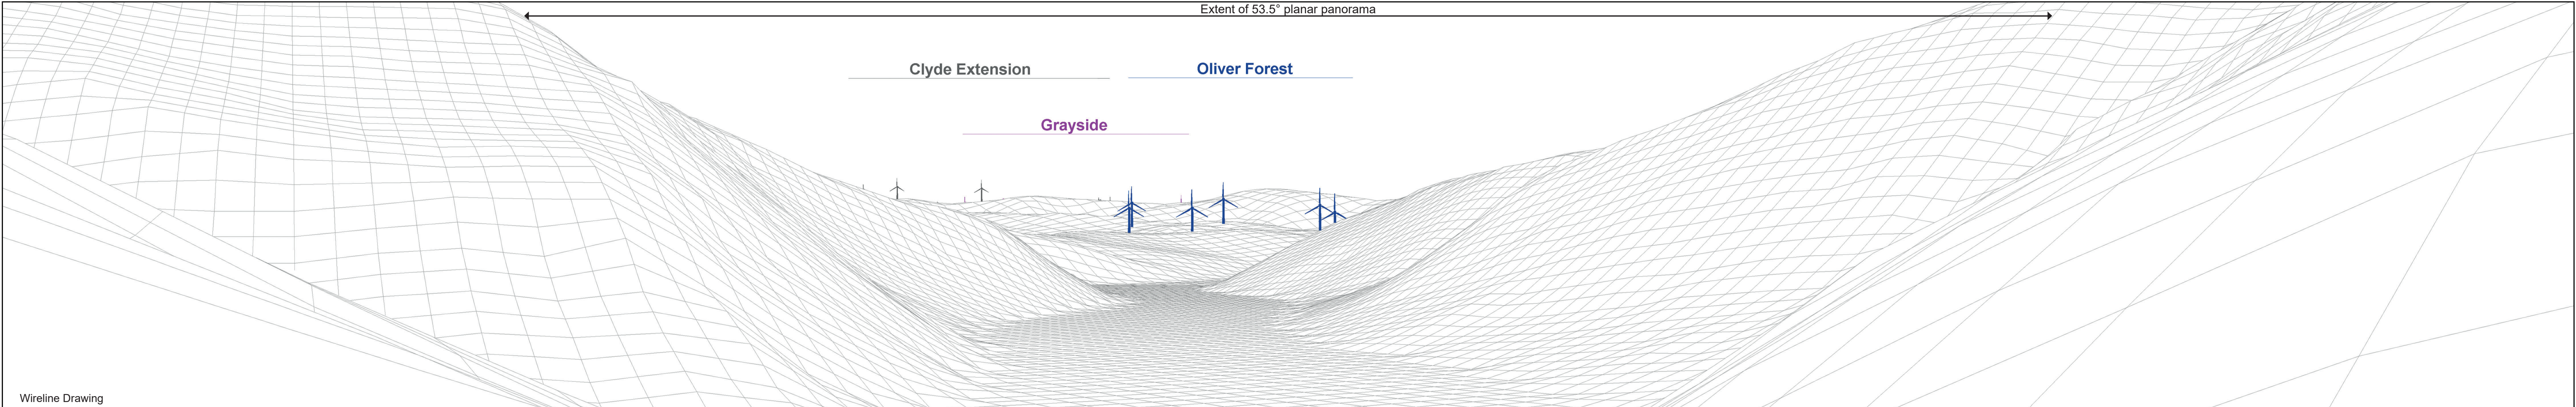 Extent of 53.5° planar panorama
Clyde Extension
Oliver Forest
Grayside
Wireline Drawing